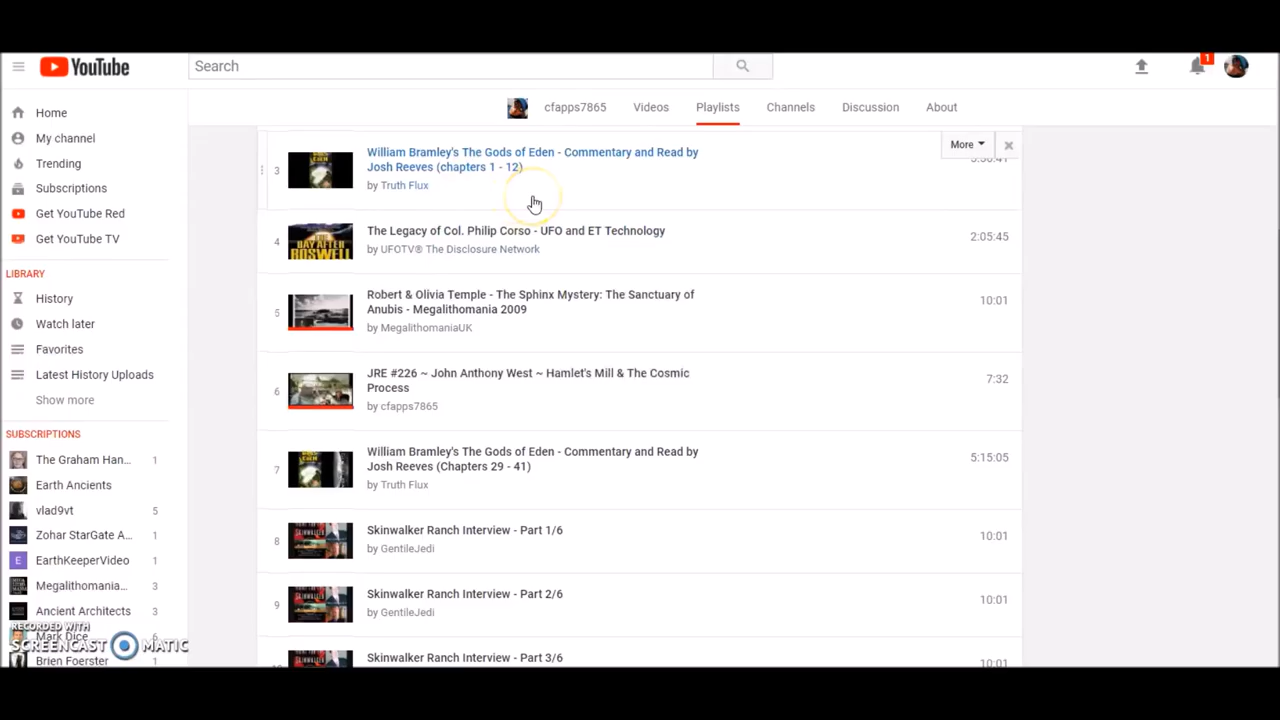 YouTube
Search
1
cfapps7865 Videos Playlists Channels Discussion About
Home
My channel
Trending
Subscriptions
Get YouTube Red
Get YouTube TV
LIBRARY
History
Watch later
Favorites
Latest History Uploads
Show more
SUBSCRIPTIONS
The Graham Han... 1
Earth Ancients
vlad9vt 5
Zohar StarGate A... 1
EarthKeeperVideo 1
Megalithomania... 3
Ancient Architects 3
Mark Dice 6
Brien Foerster 1
RECORDED WITH
SCREENCAST MATIC
More
3
William Bramley's The Gods of Eden - Commentary and Read by
Josh Reeves (chapters 1 - 12)
by Truth Flux
4
The Legacy of Col. Philip Corso - UFO and ET Technology
by UFOTV® The Disclosure Network
2:05:45
5
Robert & Olivia Temple - The Sphinx Mystery: The Sanctuary of
Anubis - Megalithomania 2009
by MegalithomaniaUK
10:01
6
JRE #226 ~ John Anthony West ~ Hamlet's Mill & The Cosmic
Process
by cfapps7865
7:32
7
William Bramley's The Gods of Eden - Commentary and Read by
Josh Reeves (Chapters 29 - 41)
by Truth Flux
5:15:05
8
Skinwalker Ranch Interview - Part 1/6
by GentileJedi
10:01
9
Skinwalker Ranch Interview - Part 2/6
by GentileJedi
10:01
Skinwalker Ranch Interview - Part 3/6
10:01